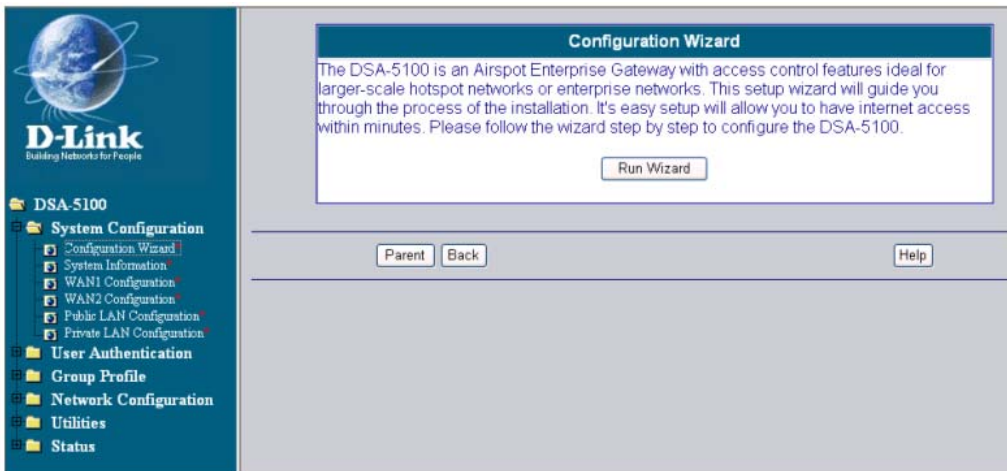 D-Link
Building Networks for People
DSA-5100
System Configuration
Configuration Wizard*
System Information*
WAN1 Configuration*
WAN2 Configuration*
Public LAN Configuration*
Private LAN Configuration*
User Authentication
Group Profile
Network Configuration
Utilities
Status
Configuration Wizard
The DSA-5100 is an Airspot Enterprise Gateway with access control features ideal for
larger-scale hotspot networks or enterprise networks. This setup wizard will guide you
through the process of the installation. It's easy setup will allow you to have internet access
within minutes. Please follow the wizard step by step to configure the DSA-5100.
Run Wizard
Parent Back Help